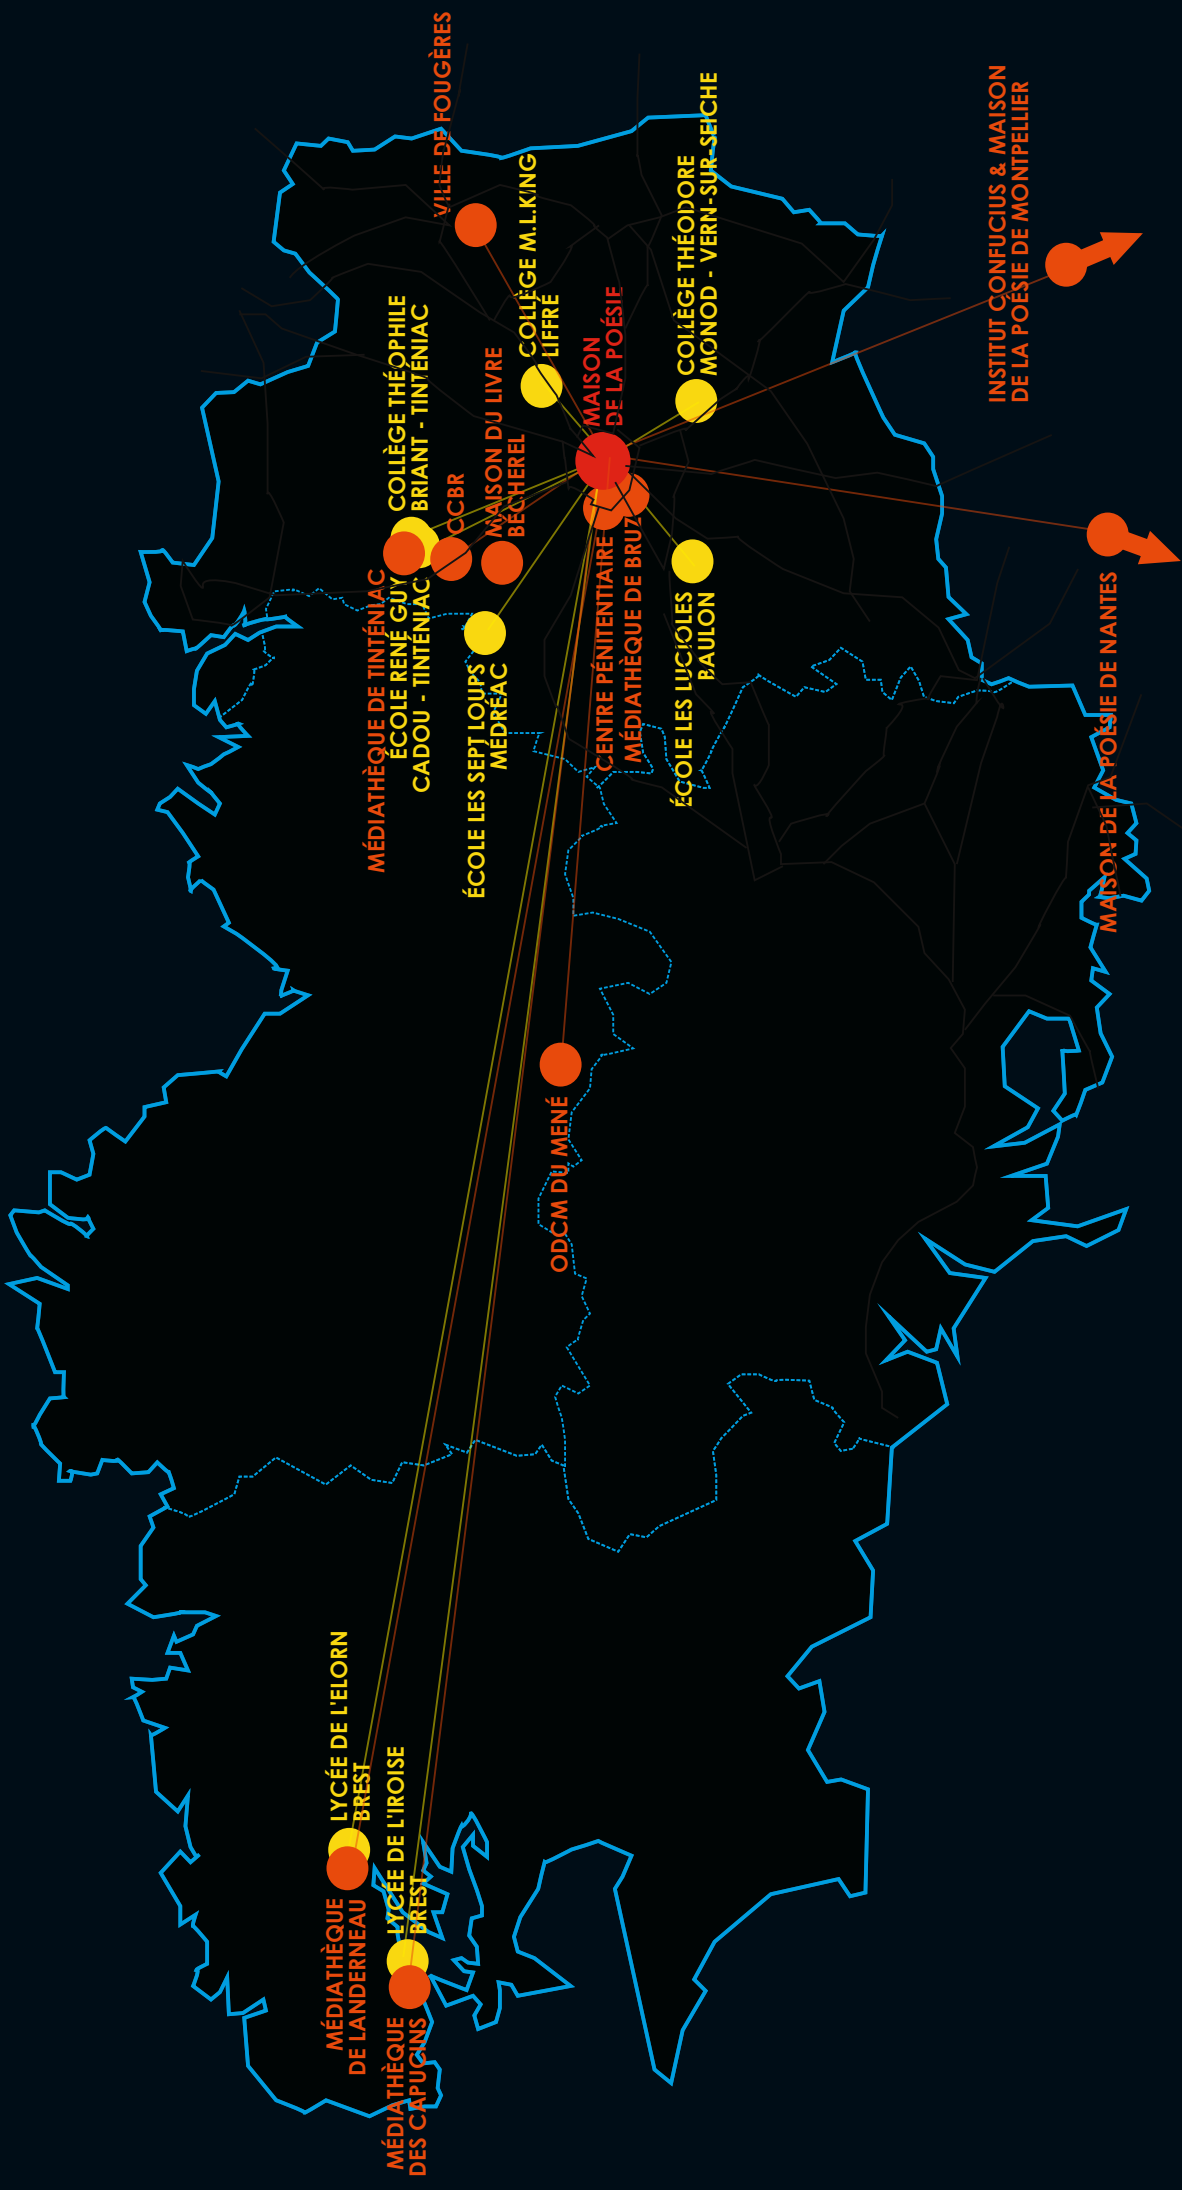 VILLE DE FOUGÈRES
COLLÈGE M.L.KING
LIFFRÉ
COLLÈGE THÉODORE
MONOD - VERN-SUR-SEICHE
INSTITUT CONFUCIUS & MAISON
DE LA POÉSIE DE MONTPELLIER
COLLÈGE THÉOPHILE
BRIANT - TINTÉNIAC
CCBR
MAISON DU LIVRE
BÉCHEREL
MAISON
DE LA POÉSIE
MÉDIATHÈQUE DE TINTÉNIAC
ÉCOLE RENÉ GUY
CADOU - TINTÉNIAC
ÉCOLE LES SEPT LOUPS
MÉDRÉAC
CENTRE PÉNITENTIAIRE
MÉDIATHÈQUE DE BRUZ
ÉCOLE LES LUCIOLES
BAULON
MAISON DE LA POÉSIE DE NANTES
ODCM DU MENÉ
LYCÉE DE L'ELORN
BREST
LYCÉE DE L'IROISE
BREST
MÉDIATHÈQUE
DE LANDERNEAU
MÉDIATHÈQUE
DES CAPUCINS